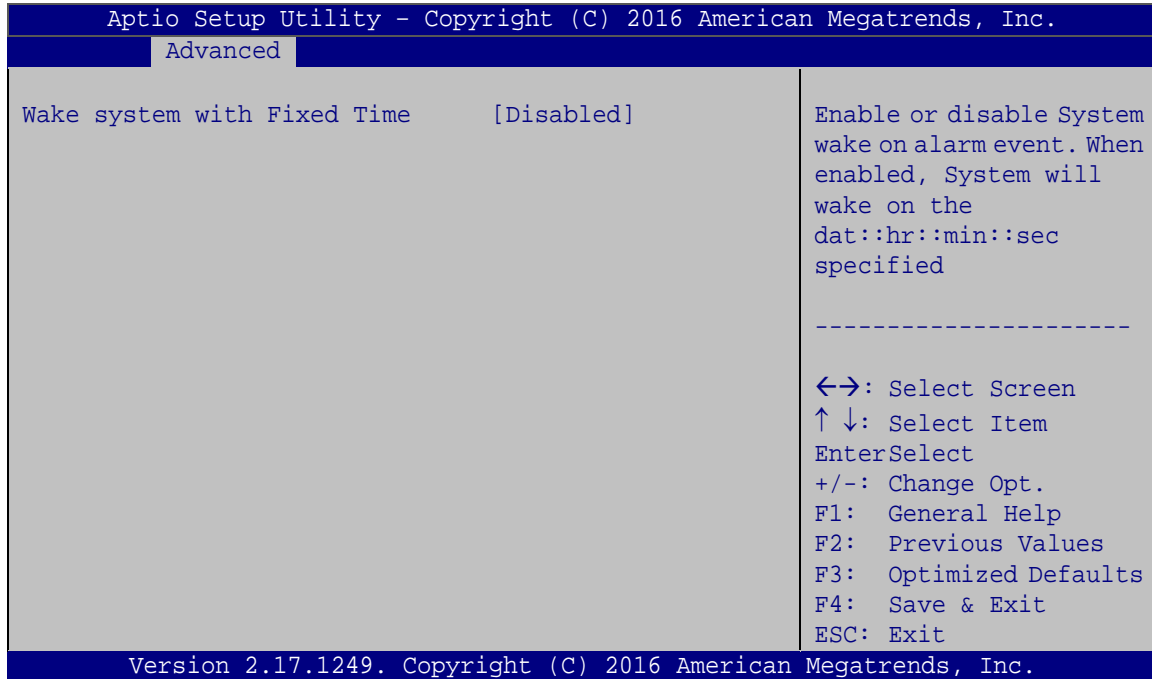 Aptio Setup Utility – Copyright (C) 2016 American Megatrends, Inc.
Advanced
Wake system with Fixed Time [Disabled]
Enable or disable System
wake on alarm event. When
enabled, System will
wake on the
dat::hr::min::sec
specified
----------------------
←→: Select Screen
↑ ↓: Select Item
EnterSelect
+/-: Change Opt.
F1: General Help
F2: Previous Values
F3: Optimized Defaults
F4: Save & Exit
ESC: Exit
Version 2.17.1249. Copyright (C) 2016 American Megatrends, Inc.